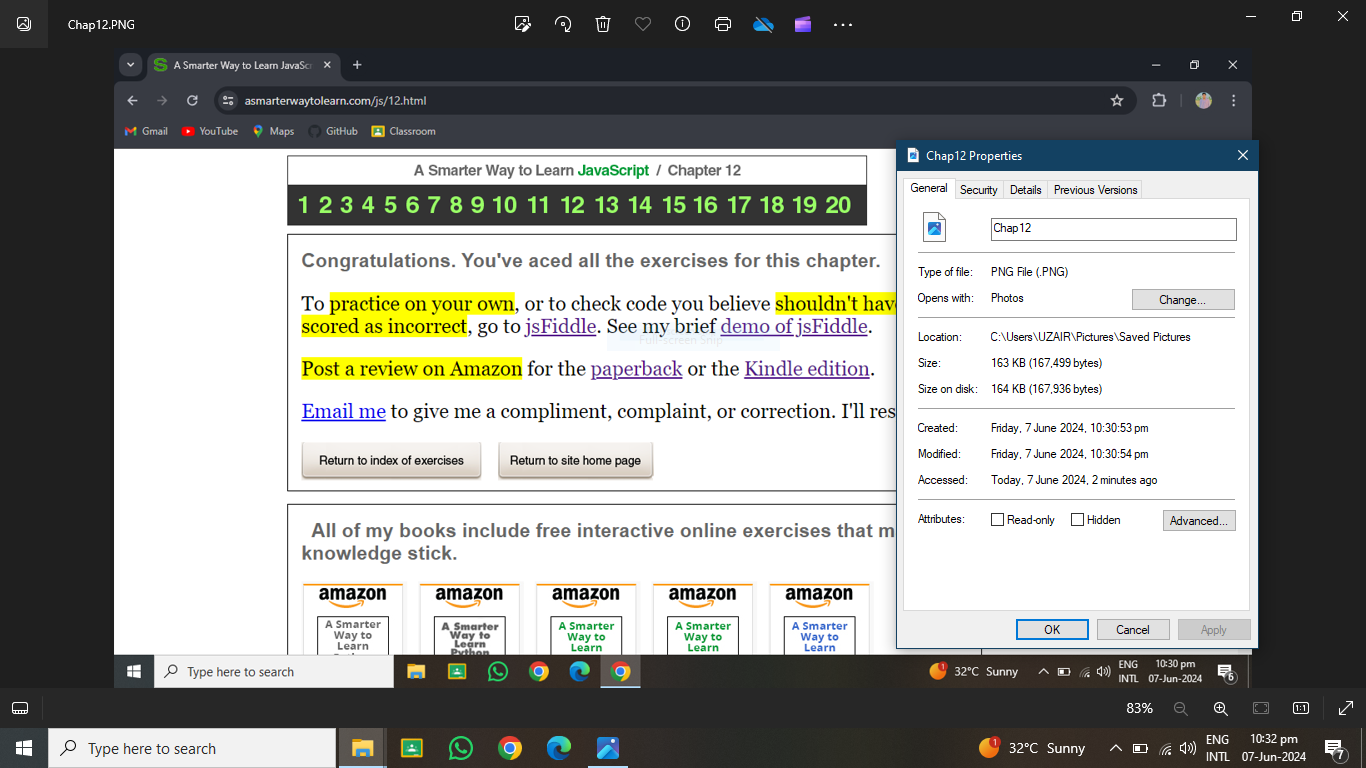 Chap12.PNG
A Smarter Way to Learn JavaSc
asmarterwaytolearn.com/js/12.html
Gmail YouTube Maps GitHub Classroom
A Smarter Way to Learn JavaScript / Chapter 12
1 2 3 4 5 6 7 8 9 10 11 12 13 14 15 16 17 18 19 20
Congratulations. You've aced all the exercises for this chapter.
To practice on your own, or to check code you believe shouldn't hav
scored as incorrect, go to jsFiddle. See my brief demo of jsFiddle.
Full-screen Snip
Post a review on Amazon for the paperback or the Kindle edition.
Email me to give me a compliment, complaint, or correction. I'll res
Return to index of exercises Return to site home page
All of my books include free interactive online exercises that m
knowledge stick.
amazon amazon amazon amazon amazon
A Smarter A Smarter A Smarter A Smarter A Smarter
Way to Way to Way to Way to Way to
Learn Learn Learn Learn Learn
Python
Chap12 Properties
General Security Details Previous Versions
Chap12
Type of file: PNG File (.PNG)
Opens with: Photos Change...
Location: C:\Users\UZAIR\Pictures\Saved Pictures
Size: 163 KB (167,499 bytes)
Size on disk: 164 KB (167,936 bytes)
Created: Friday, 7 June 2024, 10:30:53 pm
Modified: Friday, 7 June 2024, 10:30:54 pm
Accessed: Today, 7 June 2024, 2 minutes ago
Attributes: Read-only Hidden Advanced...
OK Cancel Apply
Type here to search 1 32°C Sunny ENG INTL 10:30 pm 07-Jun-2024 6
83% 1:1
Type here to search 1 32°C Sunny ENG INTL 10:32 pm 07-Jun-2024 7